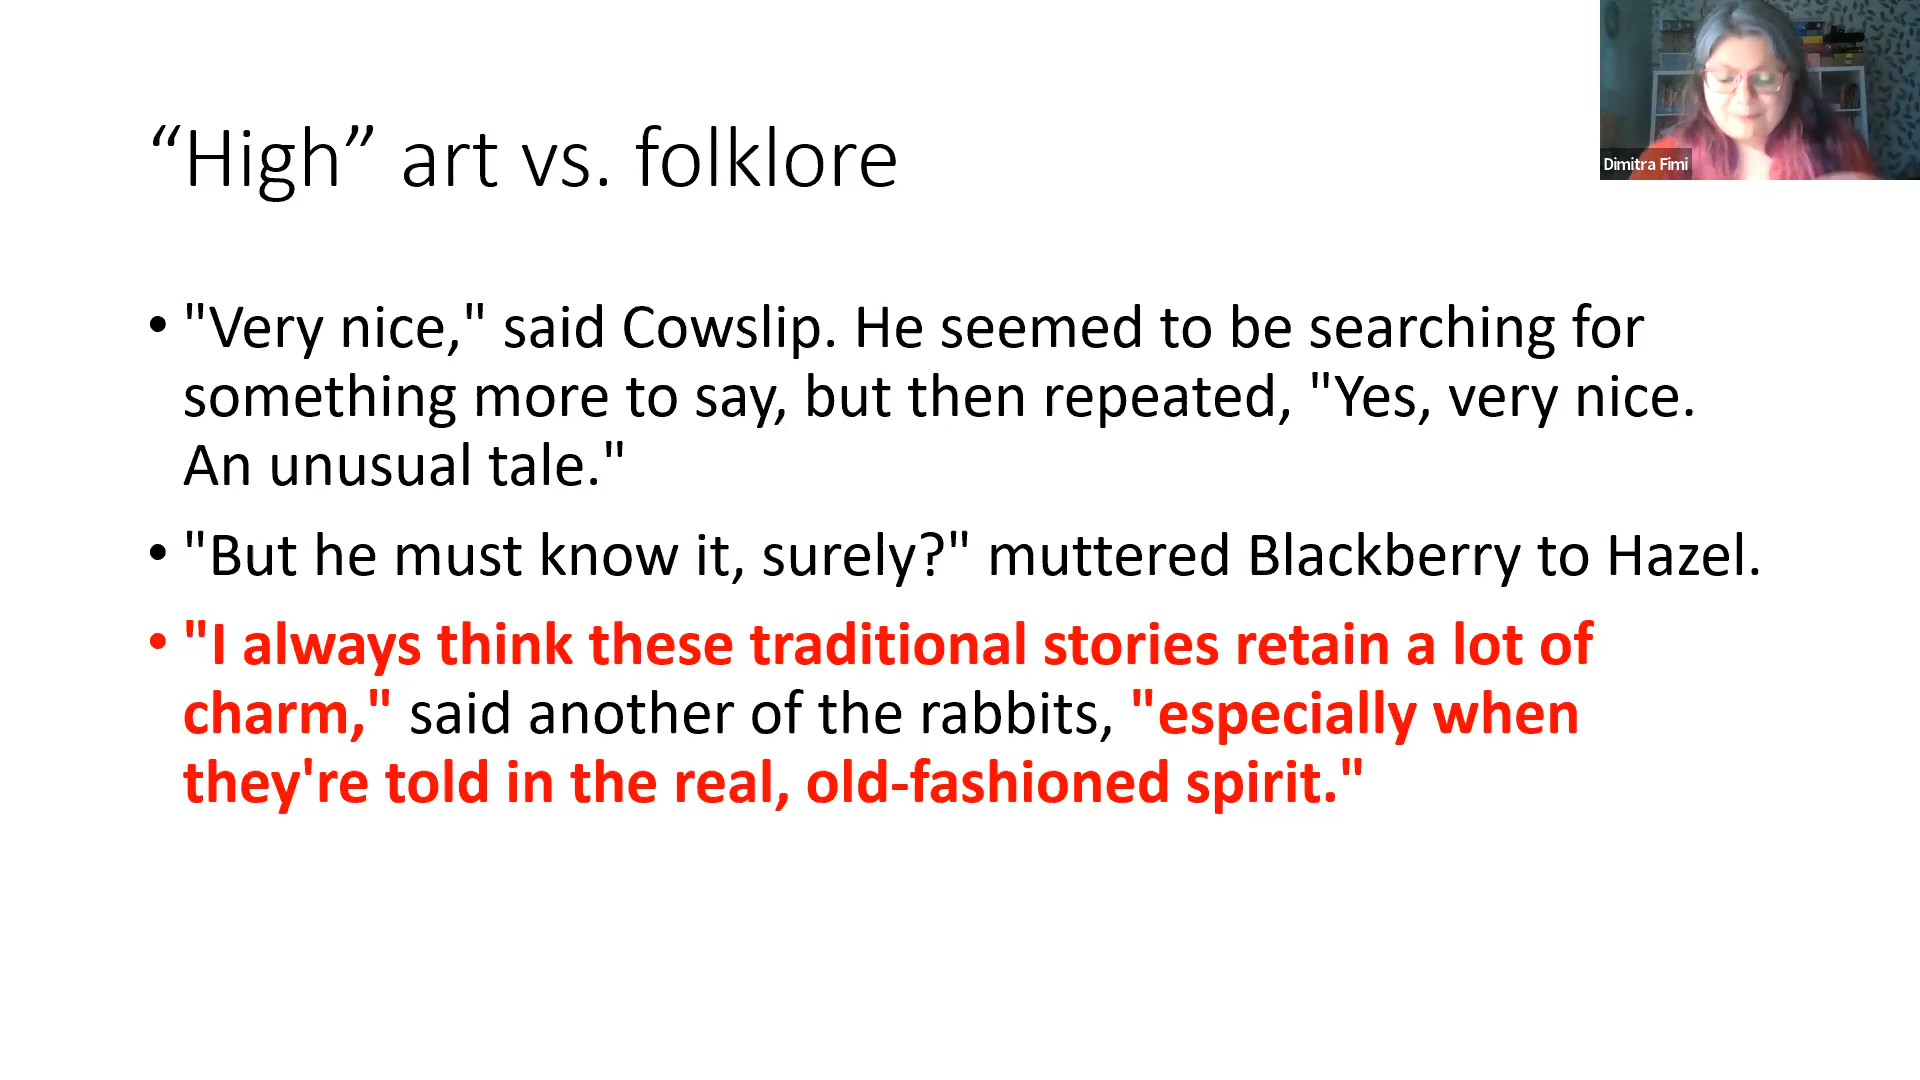 “High” art vs. folklore
Dimitra Fimi
• "Very nice," said Cowslip. He seemed to be searching for
something more to say, but then repeated, "Yes, very nice.
An unusual tale."
• "But he must know it, surely?" muttered Blackberry to Hazel.
• "I always think these traditional stories retain a lot of
charm," said another of the rabbits, "especially when
they're told in the real, old-fashioned spirit."